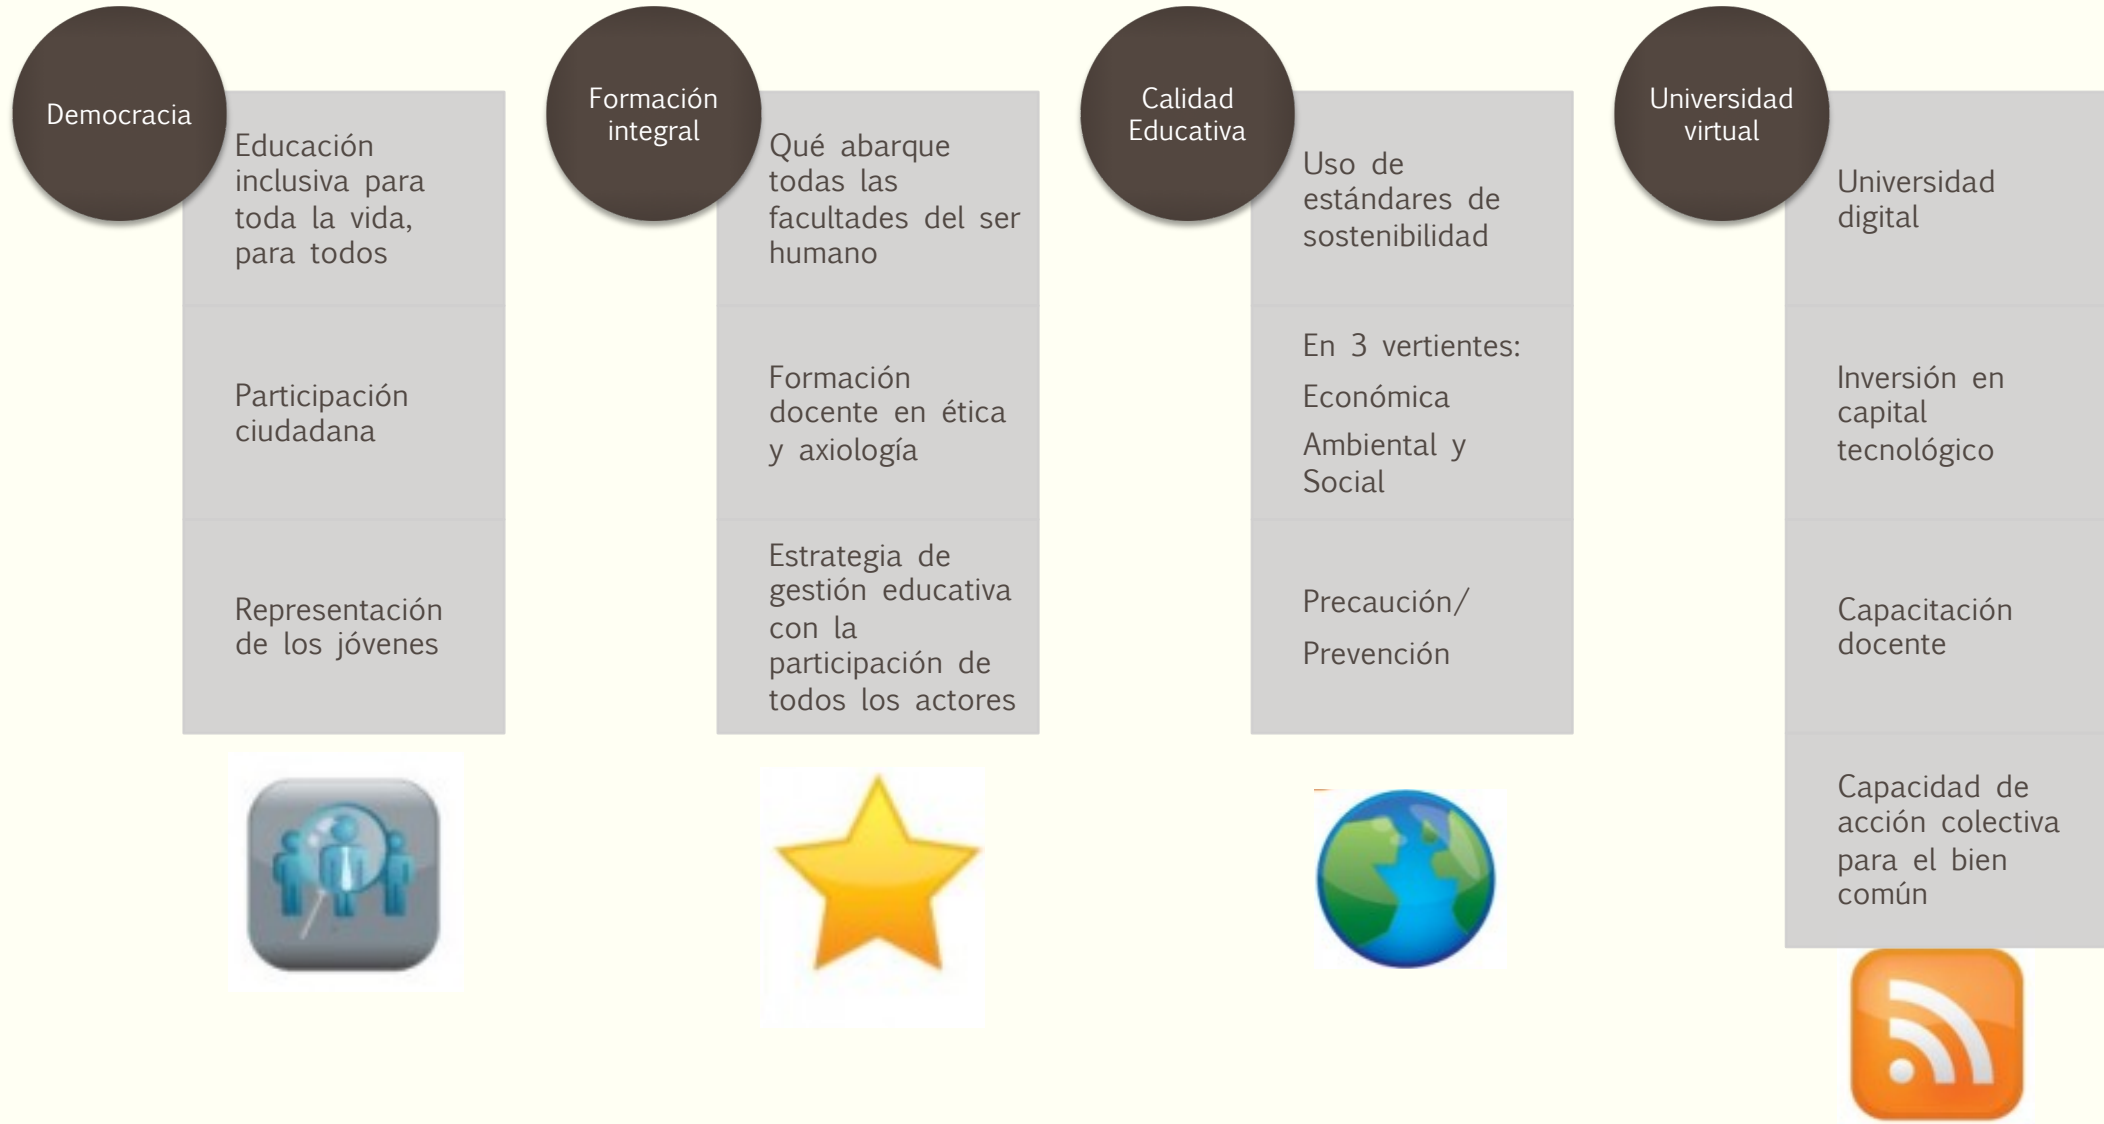 Democracia
Educación
inclusiva para
toda la vida,
para todos
Participación
ciudadana
Representación
de los jóvenes
Formación
integral
Qué abarque
todas las
facultades del ser
humano
Formación
docente en ética
y axiología
Estrategia de
gestión educativa
con la
participación de
todos los actores
Calidad
Educativa
Uso de
estándares de
sostenibilidad
En 3 vertientes:
Económica
Ambiental y
Social
Precaución/
Prevención
Universidad
virtual
Universidad
digital
Inversión en
capital
tecnológico
Capacitación
docente
Capacidad de
acción colectiva
para el bien
común